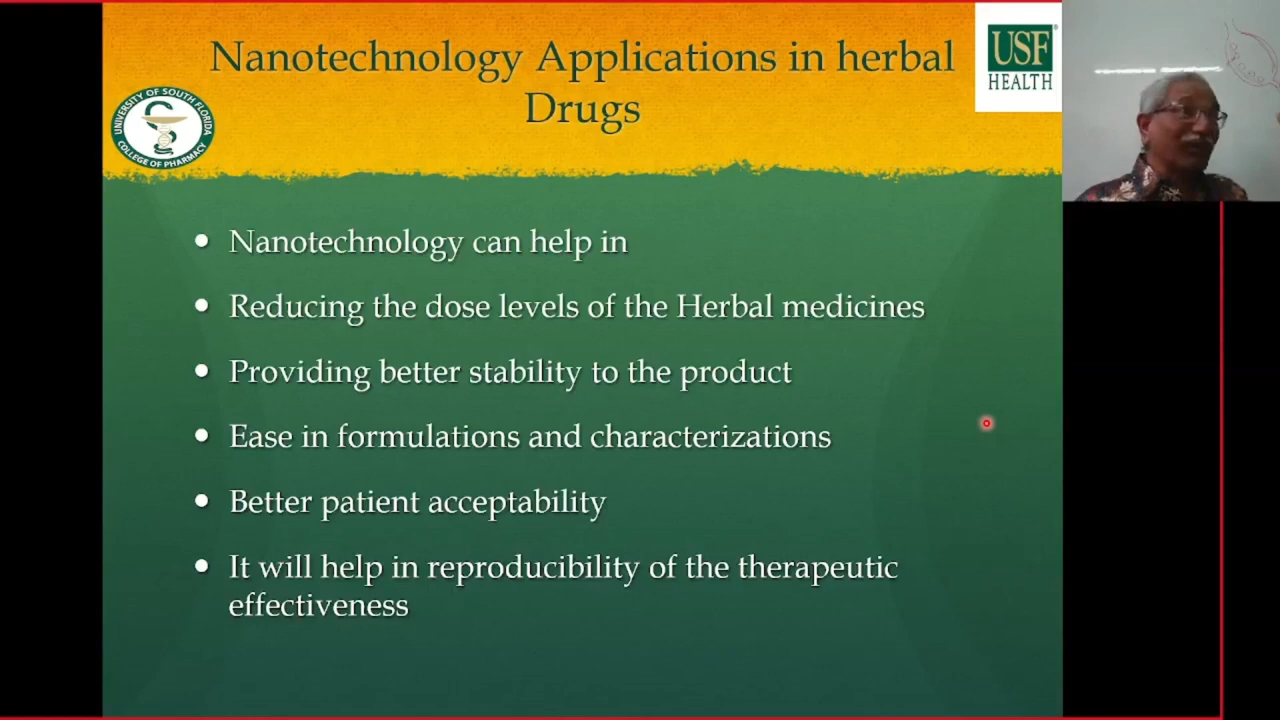 Nanotechnology Applications in herbal
Drugs
UNIVERSITY OF SOUTH FLORIDA
COLLEGE OF PHARMACY
USF
HEALTH
• Nanotechnology can help in
• Reducing the dose levels of the Herbal medicines
• Providing better stability to the product
• Ease in formulations and characterizations
• Better patient acceptability
• It will help in reproducibility of the therapeutic
effectiveness